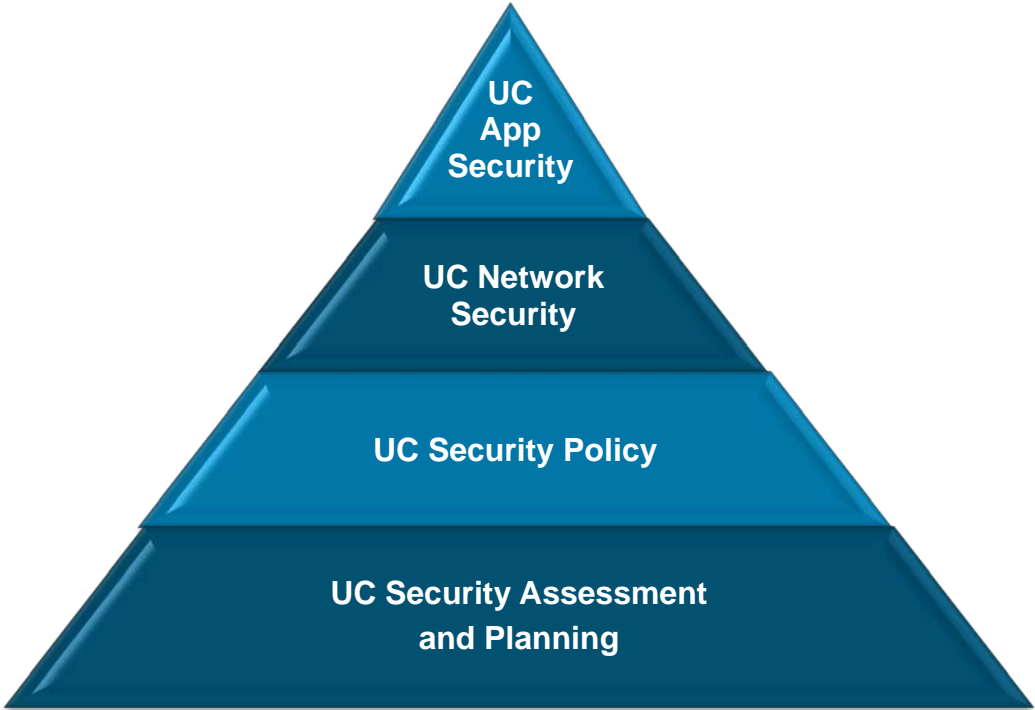 UC
App
Security
UC Network
Security
UC Security Policy
UC Security Assessment
and Planning